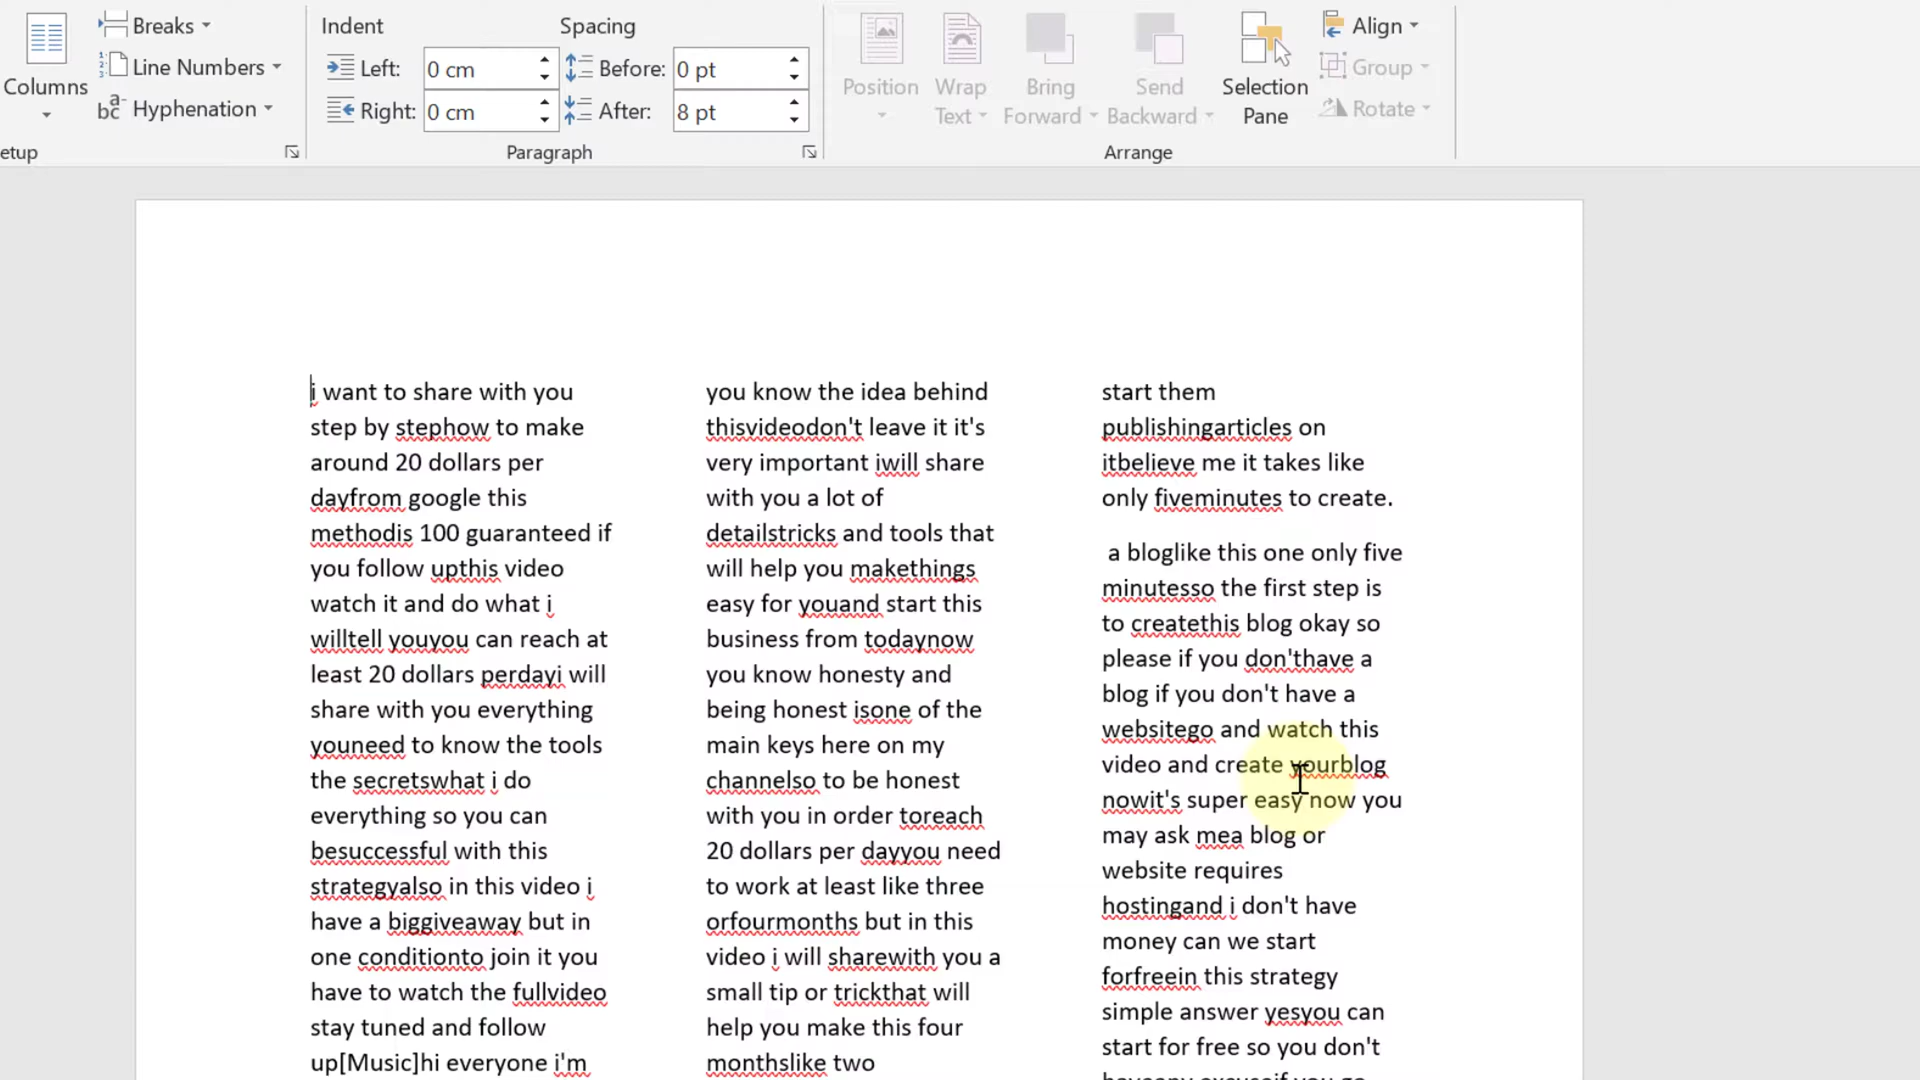 Columns
Breaks
Line Numbers
Hyphenation
etup
Indent
Left: 0 cm
Right: 0 cm
Spacing
Before: 0 pt
After: 8 pt
Paragraph
Position
Wrap Text
Bring Forward
Send Backward
Selection Pane
Align
Group
Rotate
Arrange
i want to share with you
step by stephow to make
around 20 dollars per
dayfrom google this
methodis 100 guaranteed if
you follow upthis video
watch it and do what i
willtell youyou can reach at
least 20 dollars perdayi will
share with you everything
youneed to know the tools
the secretswhat i do
everything so you can
besuccessful with this
strategyalso in this video i
have a biggiveaway but in
one conditionto join it you
have to watch the fullvideo
stay tuned and follow
up[Music]hi everyone i'm
you know the idea behind
thisvideodon't leave it it's
very important iwill share
with you a lot of
detailstricks and tools that
will help you makethings
easy for youand start this
business from todaynow
you know honesty and
being honest isone of the
main keys here on my
channelso to be honest
with you in order toreach
20 dollars per dayyou need
to work at least like three
orfourmonths but in this
video i will sharewith you a
small tip or trickthat will
help you make this four
monthslike two
start them
publishingarticles on
itbelieve me it takes like
only fiveminutes to create.
a bloglike this one only five
minutesso the first step is
to createthis blog okay so
please if you don'thave a
blog if you don't have a
websitego and watch this
video and create yourblog
nowit's super easy now you
may ask mea blog or
website requires
hostingand i don't have
money can we start
forfreein this strategy
simple answer yesyou can
start for free so you don't
haveany excuseif you go